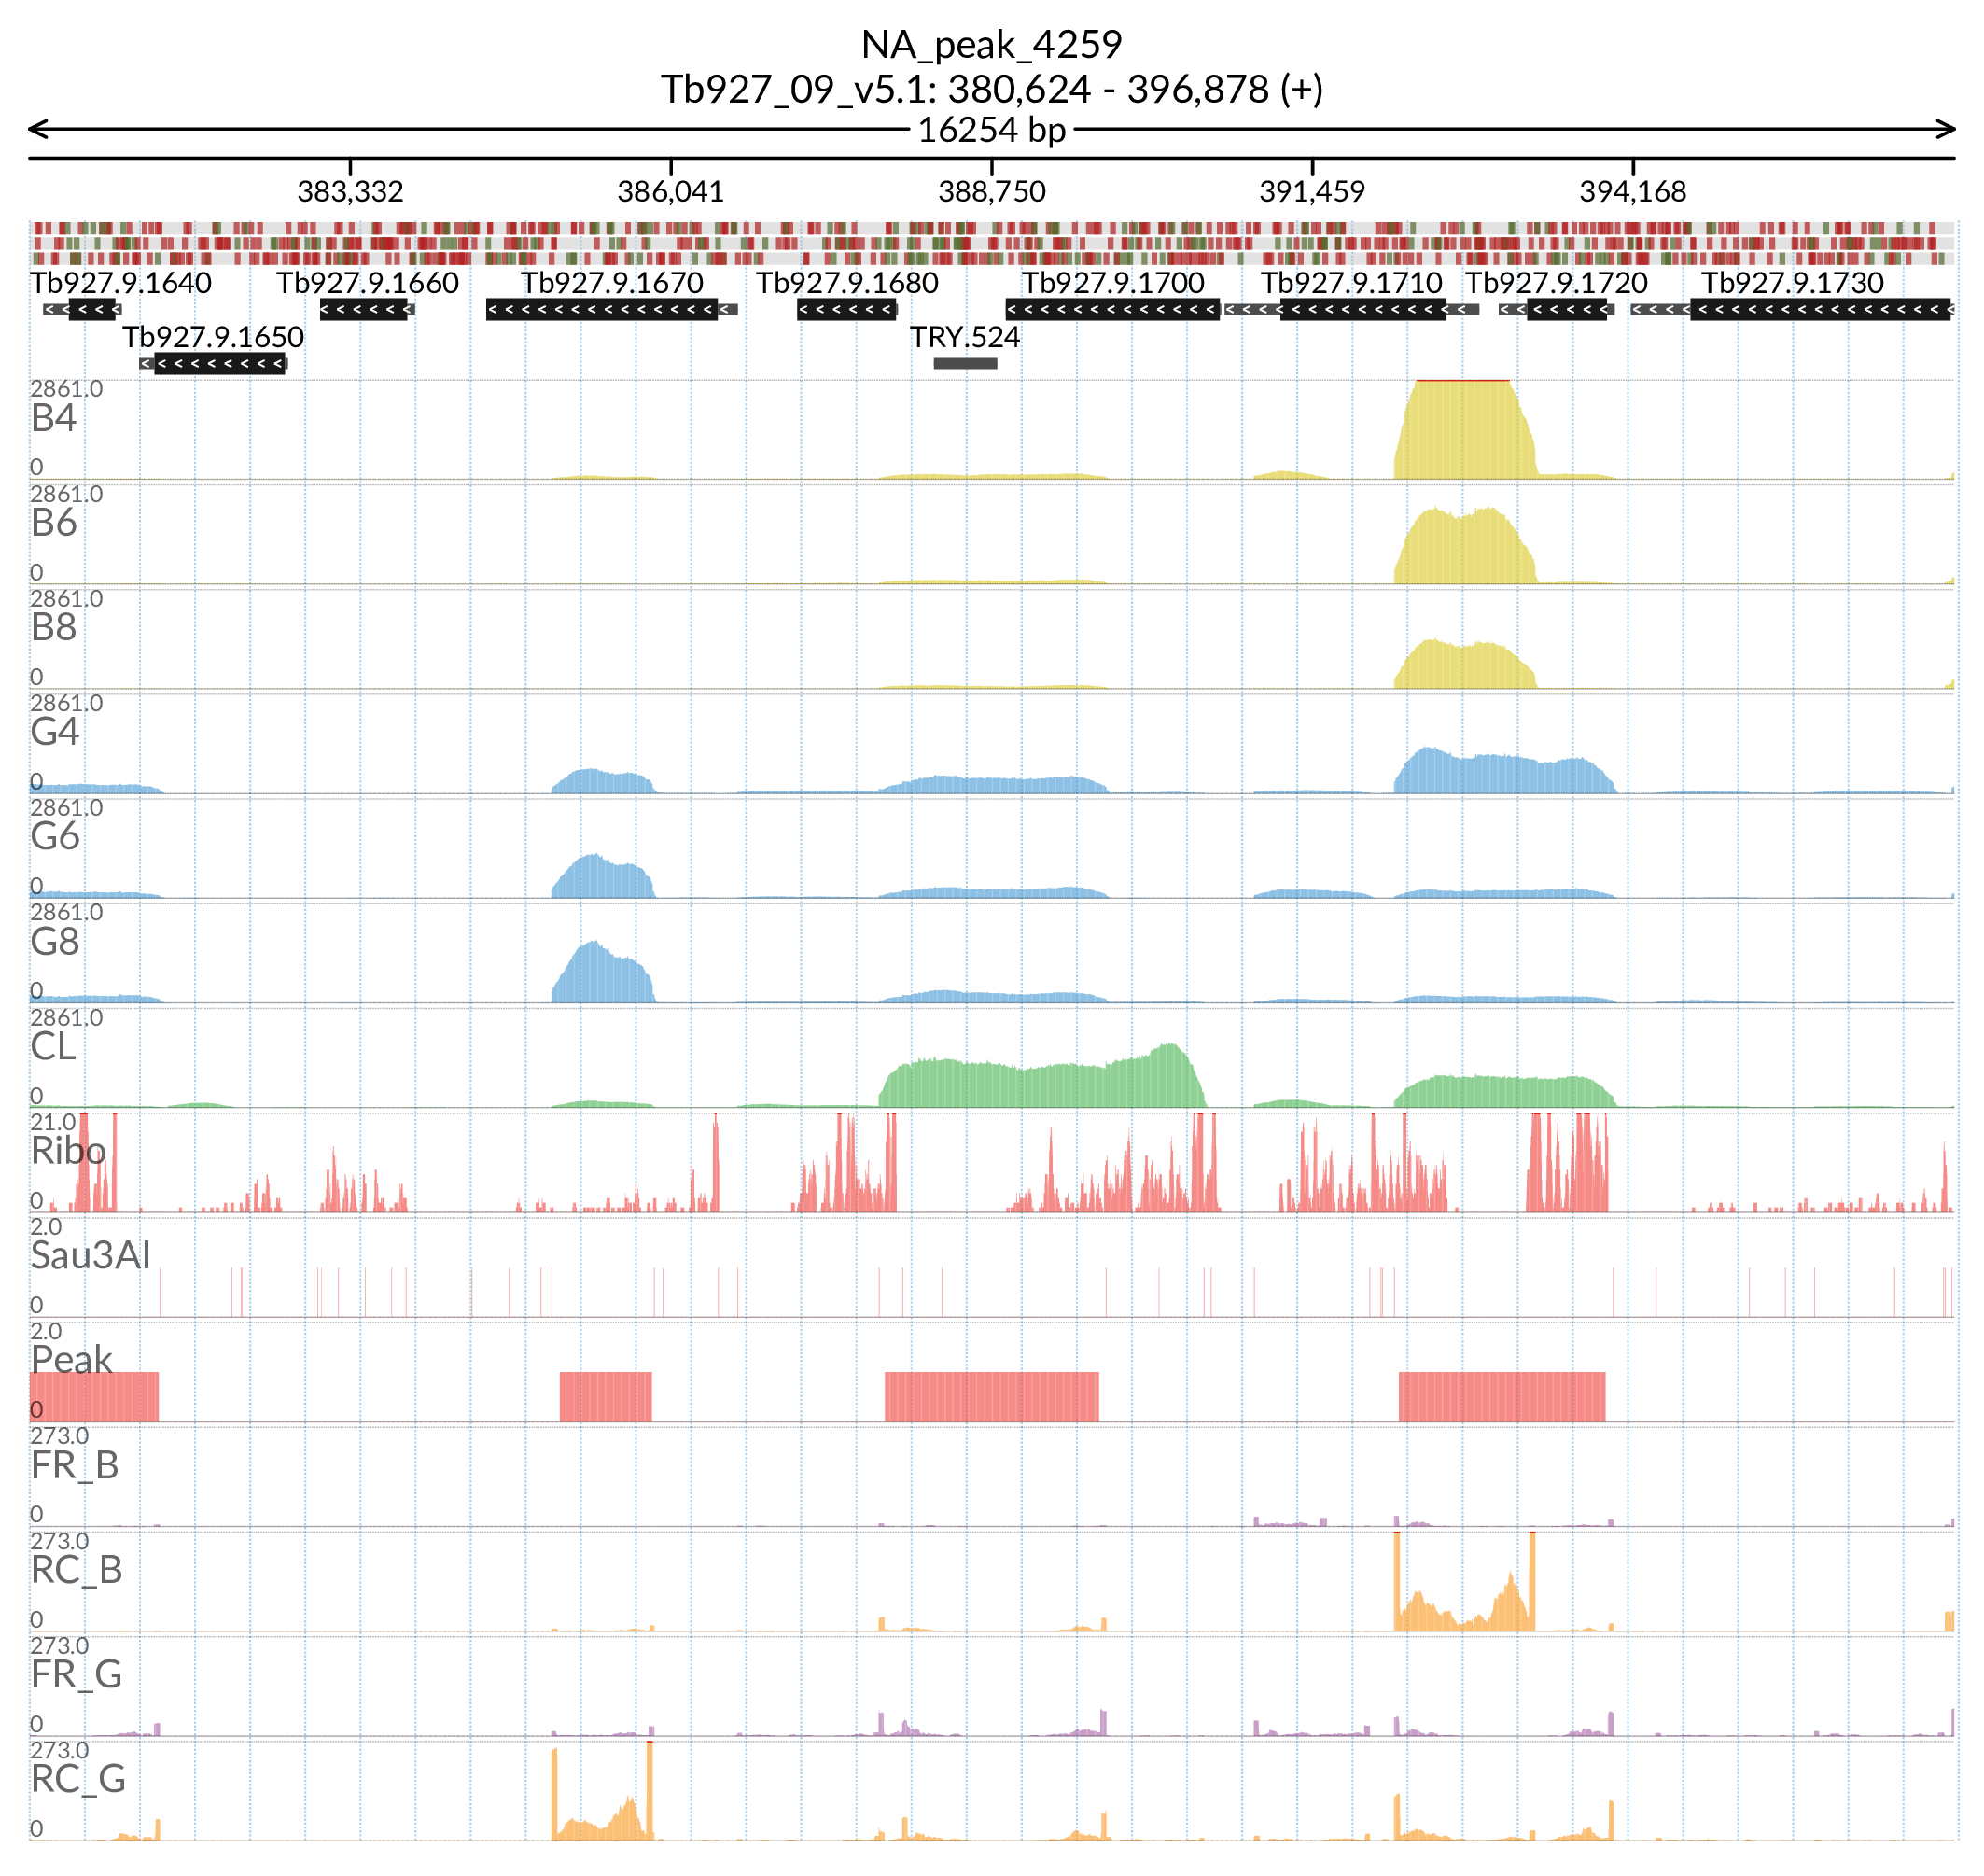 NA_peak_4259
Tb927_09_v5.1: 380,624 - 396,878 (+)
16254 bp
383,332 386,041 388,750 391,459 394,168
Tb927.9.1640 Tb927.9.1660 Tb927.9.1670 Tb927.9.1680 Tb927.9.1700 Tb927.9.1710 Tb927.9.1720 Tb927.9.1730
Tb927.9.1650 TRY.524
2861.0
B4
0
2861.0
B6
0
2861.0
B8
0
2861.0
G4
0
2861.0
G6
0
2861.0
G8
0
2861.0
CL
0
21.0
Ribo
0
2.0
Sau3AI
0
2.0
Peak
0
273.0
FR_B
0
273.0
RC_B
0
273.0
FR_G
0
273.0
RC_G
0